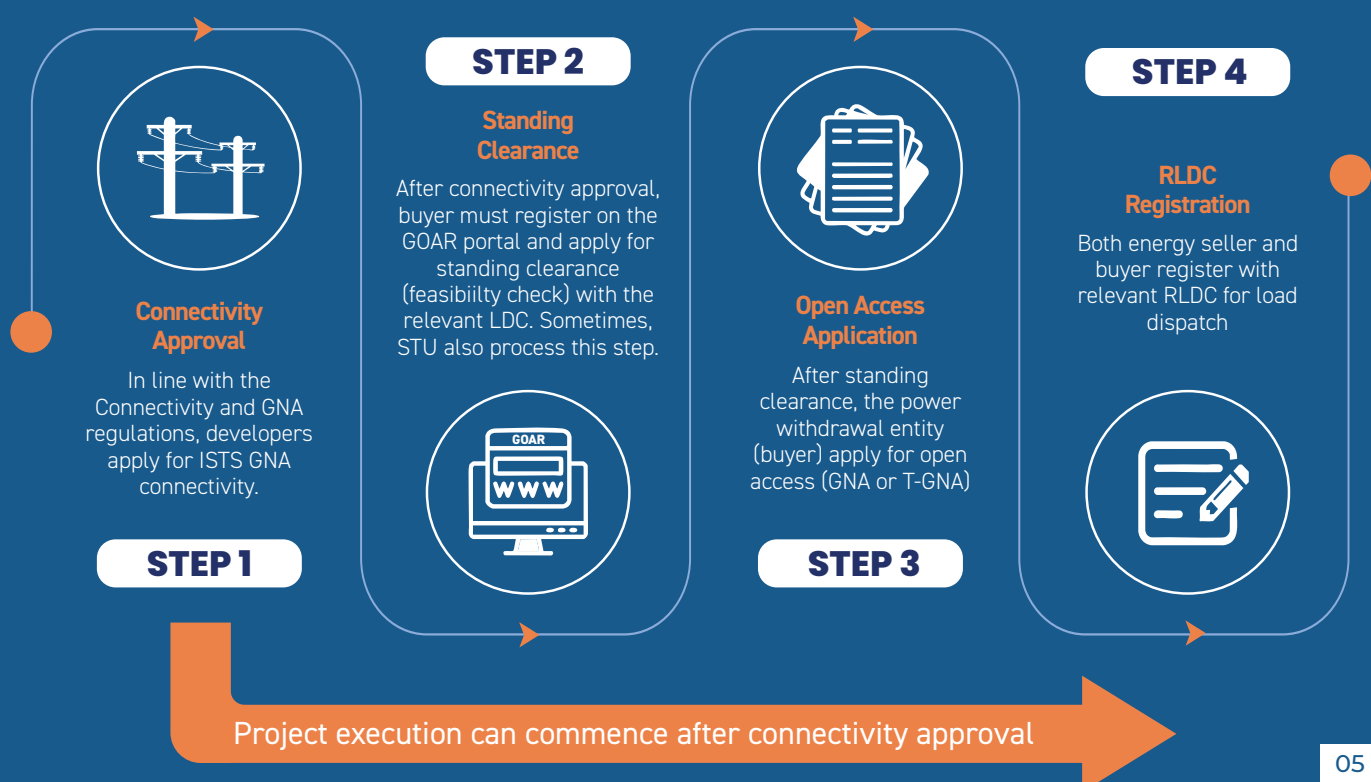 Connectivity
Approval
In line with the
Connectivity and GNA
regulations, developers
apply for ISTS GNA
connectivity.
STEP 1
STEP 2
Standing
Clearance
After connectivity approval,
buyer must register on the
GOAR portal and apply for
standing clearance
(feasibiilty check) with the
relevant LDC. Sometimes,
STU also process this step.
GOAR
WWW
Open Access
Application
After standing
clearance, the power
withdrawal entity
(buyer) apply for open
access (GNA or T-GNA)
STEP 3
STEP 4
RLDC
Registration
Both energy seller and
buyer register with
relevant RLDC for load
dispatch
Project execution can commence after connectivity approval
05